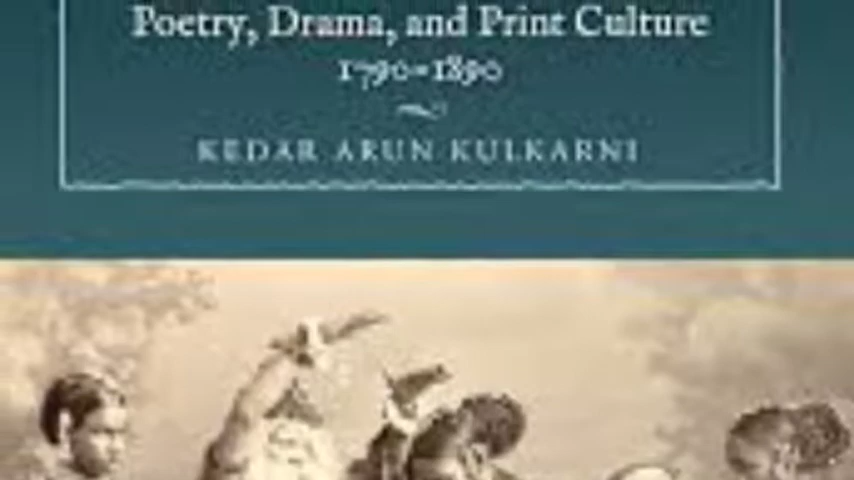 Poetry, Drama, and Print Culture
1790–1890
KEDAR ARUN KULKARNI